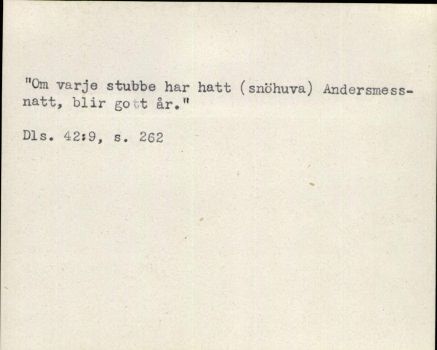 "Om varje stubbe har hatt (snöhuva) Andersmess-
natt, blir gott år."
Dls. 42:9, s. 262